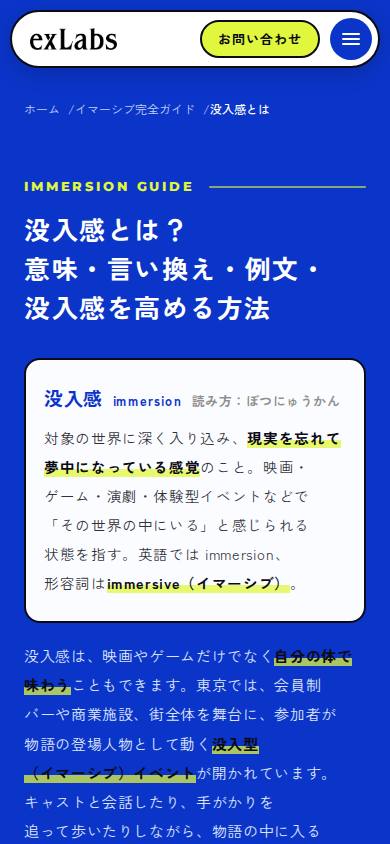 exLabs
お問い合わせ
ホーム /イマーシブ完全ガイド /没入感とは
IMMERSION GUIDE
没入感とは？
意味・言い換え・例文・
没入感を高める方法
没入感 immersion 読み方：ぼつにゅうかん
対象の世界に深く入り込み、現実を忘れて
夢中になっている感覚のこと。映画・
ゲーム・演劇・体験型イベントなどで
「その世界の中にいる」と感じられる
状態を指す。英語では immersion、
形容詞はimmersive（イマーシブ）。
没入感は、映画やゲームだけでなく自分の体で
味わうこともできます。東京では、会員制
バーや商業施設、街全体を舞台に、参加者が
物語の登場人物として動く没入型
（イマーシブ）イベントが開かれています。
キャストと会話したり、手がかりを
追って歩いたりしながら、物語の中に入る